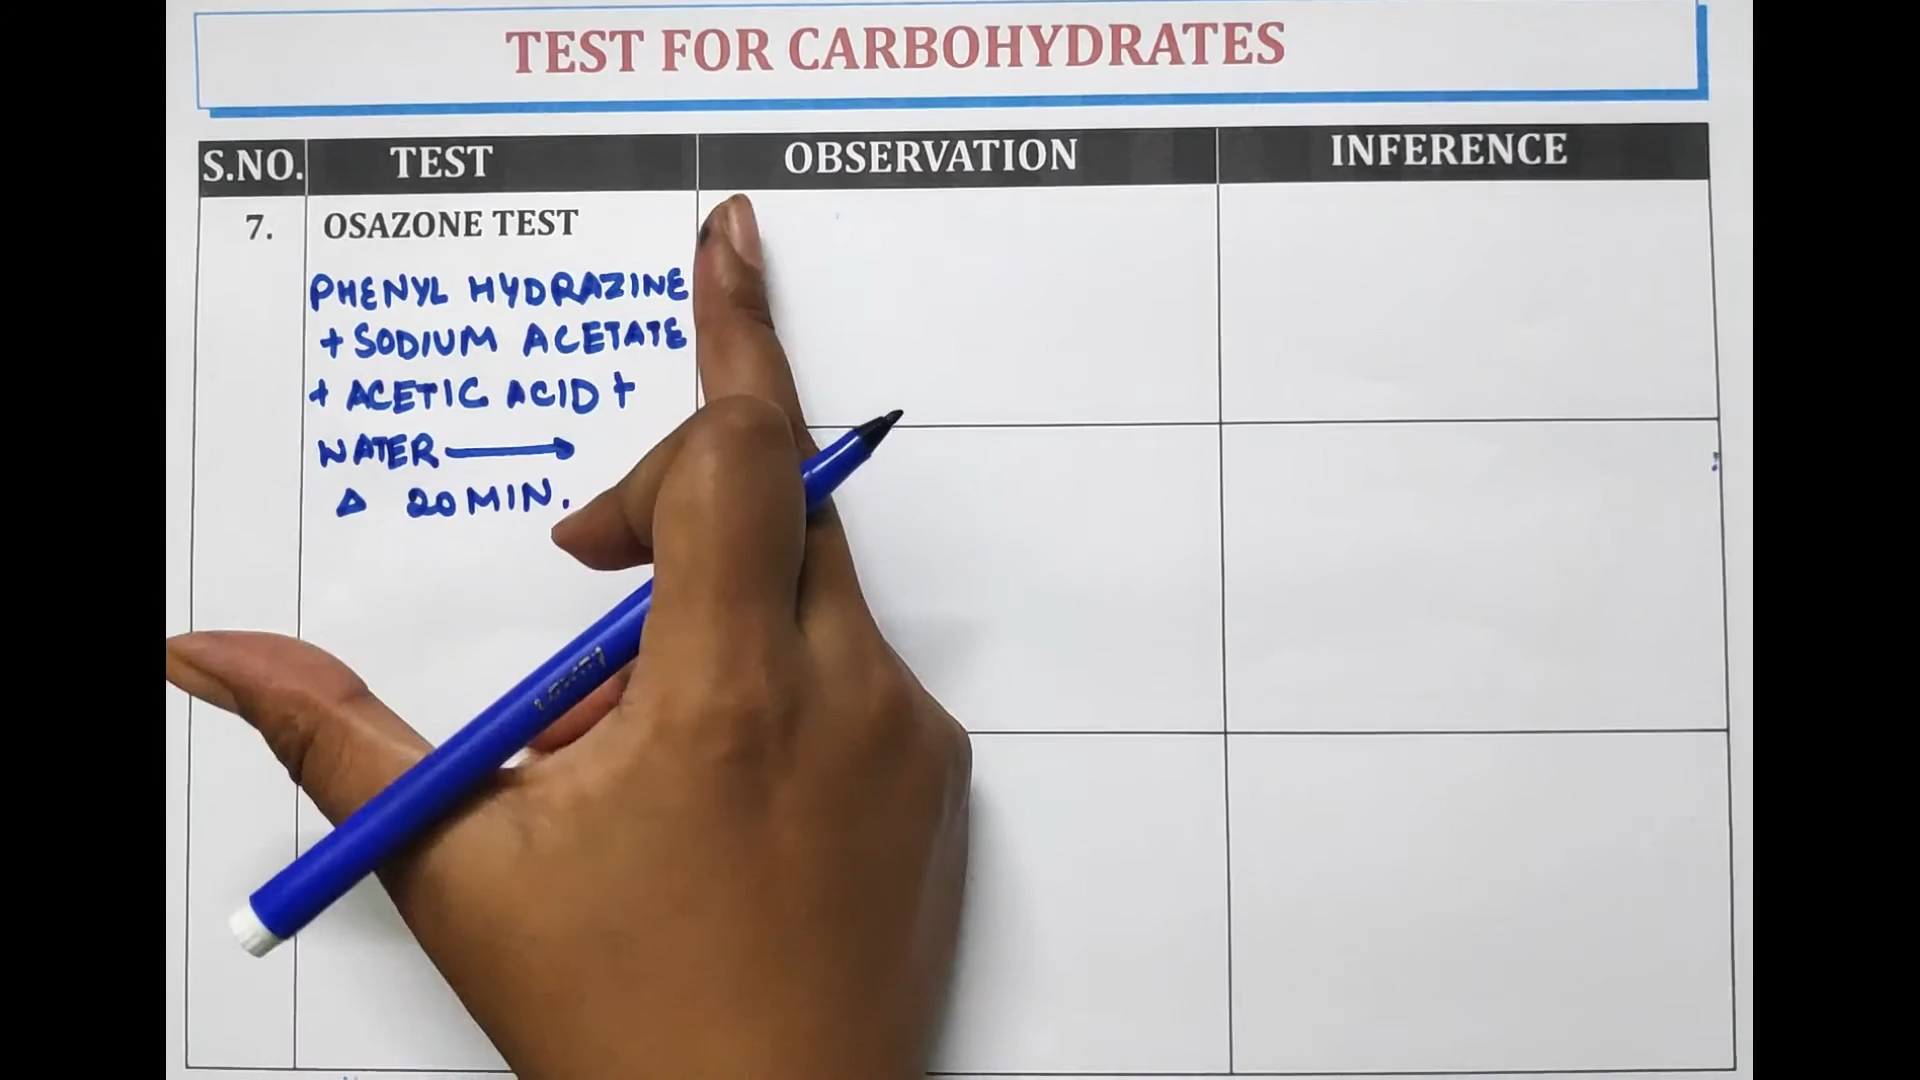 TEST FOR CARBOHYDRATES
S.NO. TEST OBSERVATION INFERENCE
7. OSAZONE TEST
PHENYL HYDRAZINE
+ SODIUM ACETATE
+ ACETIC ACID +
WATER →
Δ 20 MIN.